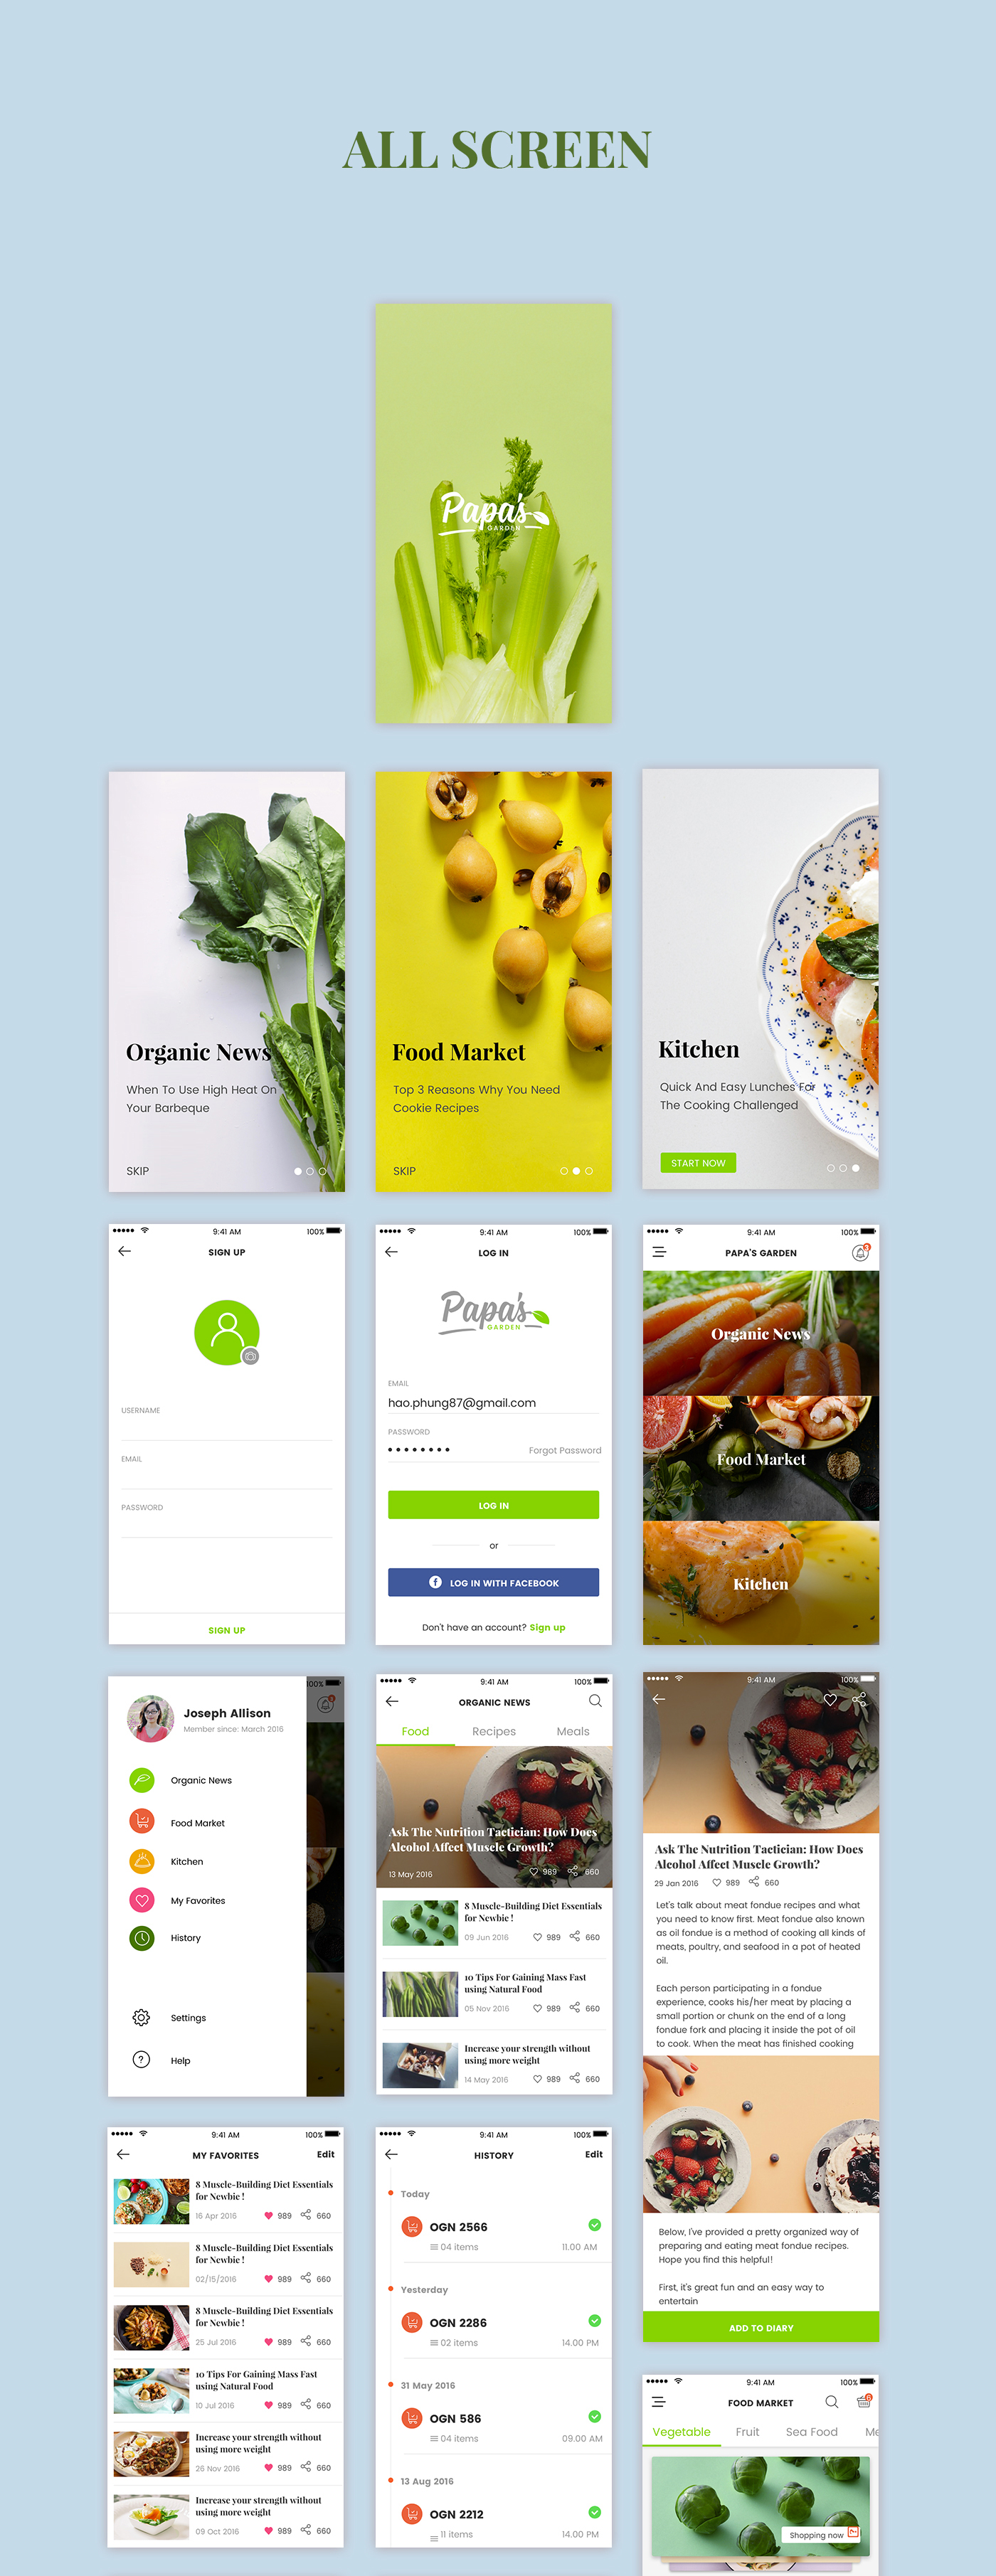 ALL SCREEN
Papa's
GARDEN
Organic News
When To Use High Heat On
Your Barbeque
SKIP
Food Market
Top 3 Reasons Why You Need
Cookie Recipes
SKIP
Kitchen
Quick And Easy Lunches For
The Cooking Challenged
START NOW
9:41 AM
100%
SIGN UP
USERNAME
EMAIL
PASSWORD
SIGN UP
9:41 AM
100%
LOG IN
Papa's
GARDEN
EMAIL
hao.phung87@gmail.com
PASSWORD
Forgot Password
LOG IN
or
LOG IN WITH FACEBOOK
Don't have an account? Sign up
9:41 AM
100%
PAPA'S GARDEN
Organic News
Food Market
Kitchen
100%
Joseph Allison
Member since: March 2016
Organic News
Food Market
Kitchen
My Favorites
History
Settings
Help
9:41 AM
100%
ORGANIC NEWS
Food
Recipes
Meals
Ask The Nutrition Tactician: How Does
Alcohol Affect Muscle Growth?
13 May 2016
989
660
8 Muscle-Building Diet Essentials
for Newbie !
09 Jun 2016
989
660
10 Tips For Gaining Mass Fast
using Natural Food
05 Nov 2016
989
660
Increase your strength without
using more weight
14 May 2016
989
660
9:41 AM
100%
Ask The Nutrition Tactician: How Does
Alcohol Affect Muscle Growth?
29 Jan 2016
989
660
Let's talk about meat fondue recipes and what
you need to know first. Meat fondue also known
as oil fondue is a method of cooking all kinds of
meats, poultry, and seafood in a pot of heated
oil.
Each person participating in a fondue
experience, cooks his/her meat by placing a
small portion or chunk on the end of a long
fondue fork and placing it inside the pot of oil
to cook. When the meat has finished cooking
Below, I've provided a pretty organized way of
preparing and eating meat fondue recipes.
Hope you find this helpful!
First, it's great fun and an easy way to
entertain
ADD TO DIARY
9:41 AM
100%
MY FAVORITES
Edit
8 Muscle-Building Diet Essentials
for Newbie !
16 Apr 2016
989
660
8 Muscle-Building Diet Essentials
for Newbie !
02/15/2016
989
660
8 Muscle-Building Diet Essentials
for Newbie !
25 Jul 2016
989
660
10 Tips For Gaining Mass Fast
using Natural Food
10 Jul 2016
989
660
Increase your strength without
using more weight
26 Nov 2016
989
660
Increase your strength without
using more weight
09 Oct 2016
989
660
9:41 AM
100%
HISTORY
Edit
Today
OGN 2566
04 items
11.00 AM
Yesterday
OGN 2286
02 items
14.00 PM
31 May 2016
OGN 586
04 items
09.00 AM
13 Aug 2016
OGN 2212
11 items
14.00 PM
9:41 AM
100%
FOOD MARKET
Vegetable
Fruit
Sea Food
Me
Shopping now